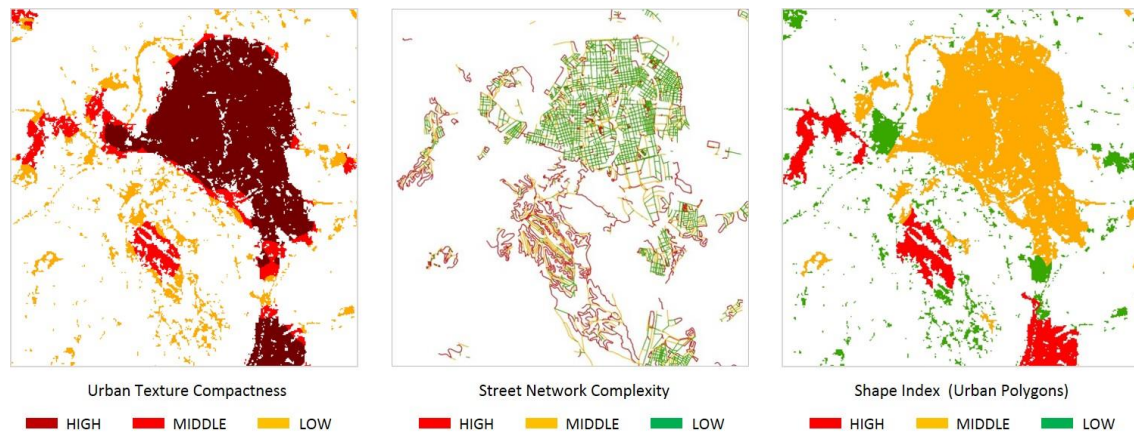 Urban Texture Compactness
HIGH MIDDLE LOW
Street Network Complexity
HIGH MIDDLE LOW
Shape Index (Urban Polygons)
HIGH MIDDLE LOW